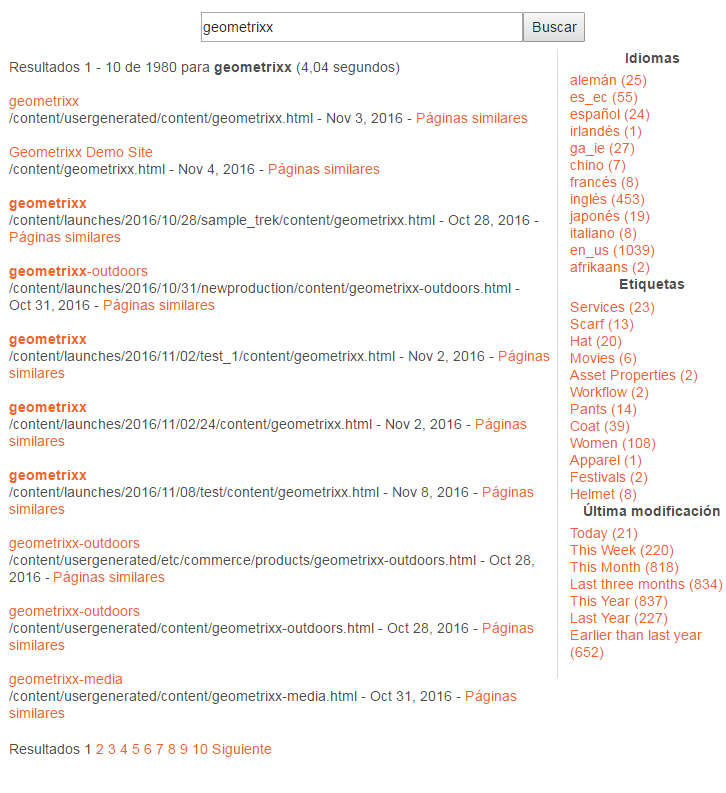 geometrixx
Buscar
Resultados 1 - 10 de 1980 para geometrixx (4,04 segundos)
geometrixx
/content/usergenerated/content/geometrixx.html - Nov 3, 2016 - Páginas similares
Geometrixx Demo Site
/content/geometrixx.html - Nov 4, 2016 - Páginas similares
geometrixx
/content/launches/2016/10/28/sample_trek/content/geometrixx.html - Oct 28, 2016 -
Páginas similares
geometrixx-outdoors
/content/launches/2016/10/31/newproduction/content/geometrixx-outdoors.html -
Oct 31, 2016 - Páginas similares
geometrixx
/content/launches/2016/11/02/test_1/content/geometrixx.html - Nov 2, 2016 - Páginas
similares
geometrixx
/content/launches/2016/11/02/24/content/geometrixx.html - Nov 2, 2016 - Páginas
similares
geometrixx
/content/launches/2016/11/08/test/content/geometrixx.html - Nov 8, 2016 - Páginas
similares
geometrixx-outdoors
/content/usergenerated/etc/commerce/products/geometrixx-outdoors.html - Oct 28,
2016 - Páginas similares
geometrixx-outdoors
/content/usergenerated/content/geometrixx-outdoors.html - Oct 28, 2016 - Páginas
similares
geometrixx-media
/content/usergenerated/content/geometrixx-media.html - Oct 31, 2016 - Páginas
similares
Resultados 1 2 3 4 5 6 7 8 9 10 Siguiente
Idiomas
alemán (25)
es_ec (55)
español (24)
irlandés (1)
ga_ie (27)
chino (7)
francés (8)
inglés (453)
japonés (19)
italiano (8)
en_us (1039)
afrikaans (2)
Etiquetas
Services (23)
Scarf (13)
Hat (20)
Movies (6)
Asset Properties (2)
Workflow (2)
Pants (14)
Coat (39)
Women (108)
Apparel (1)
Festivals (2)
Helmet (8)
Última modificación
Today (21)
This Week (220)
This Month (818)
Last three months (834)
This Year (837)
Last Year (227)
Earlier than last year
(652)